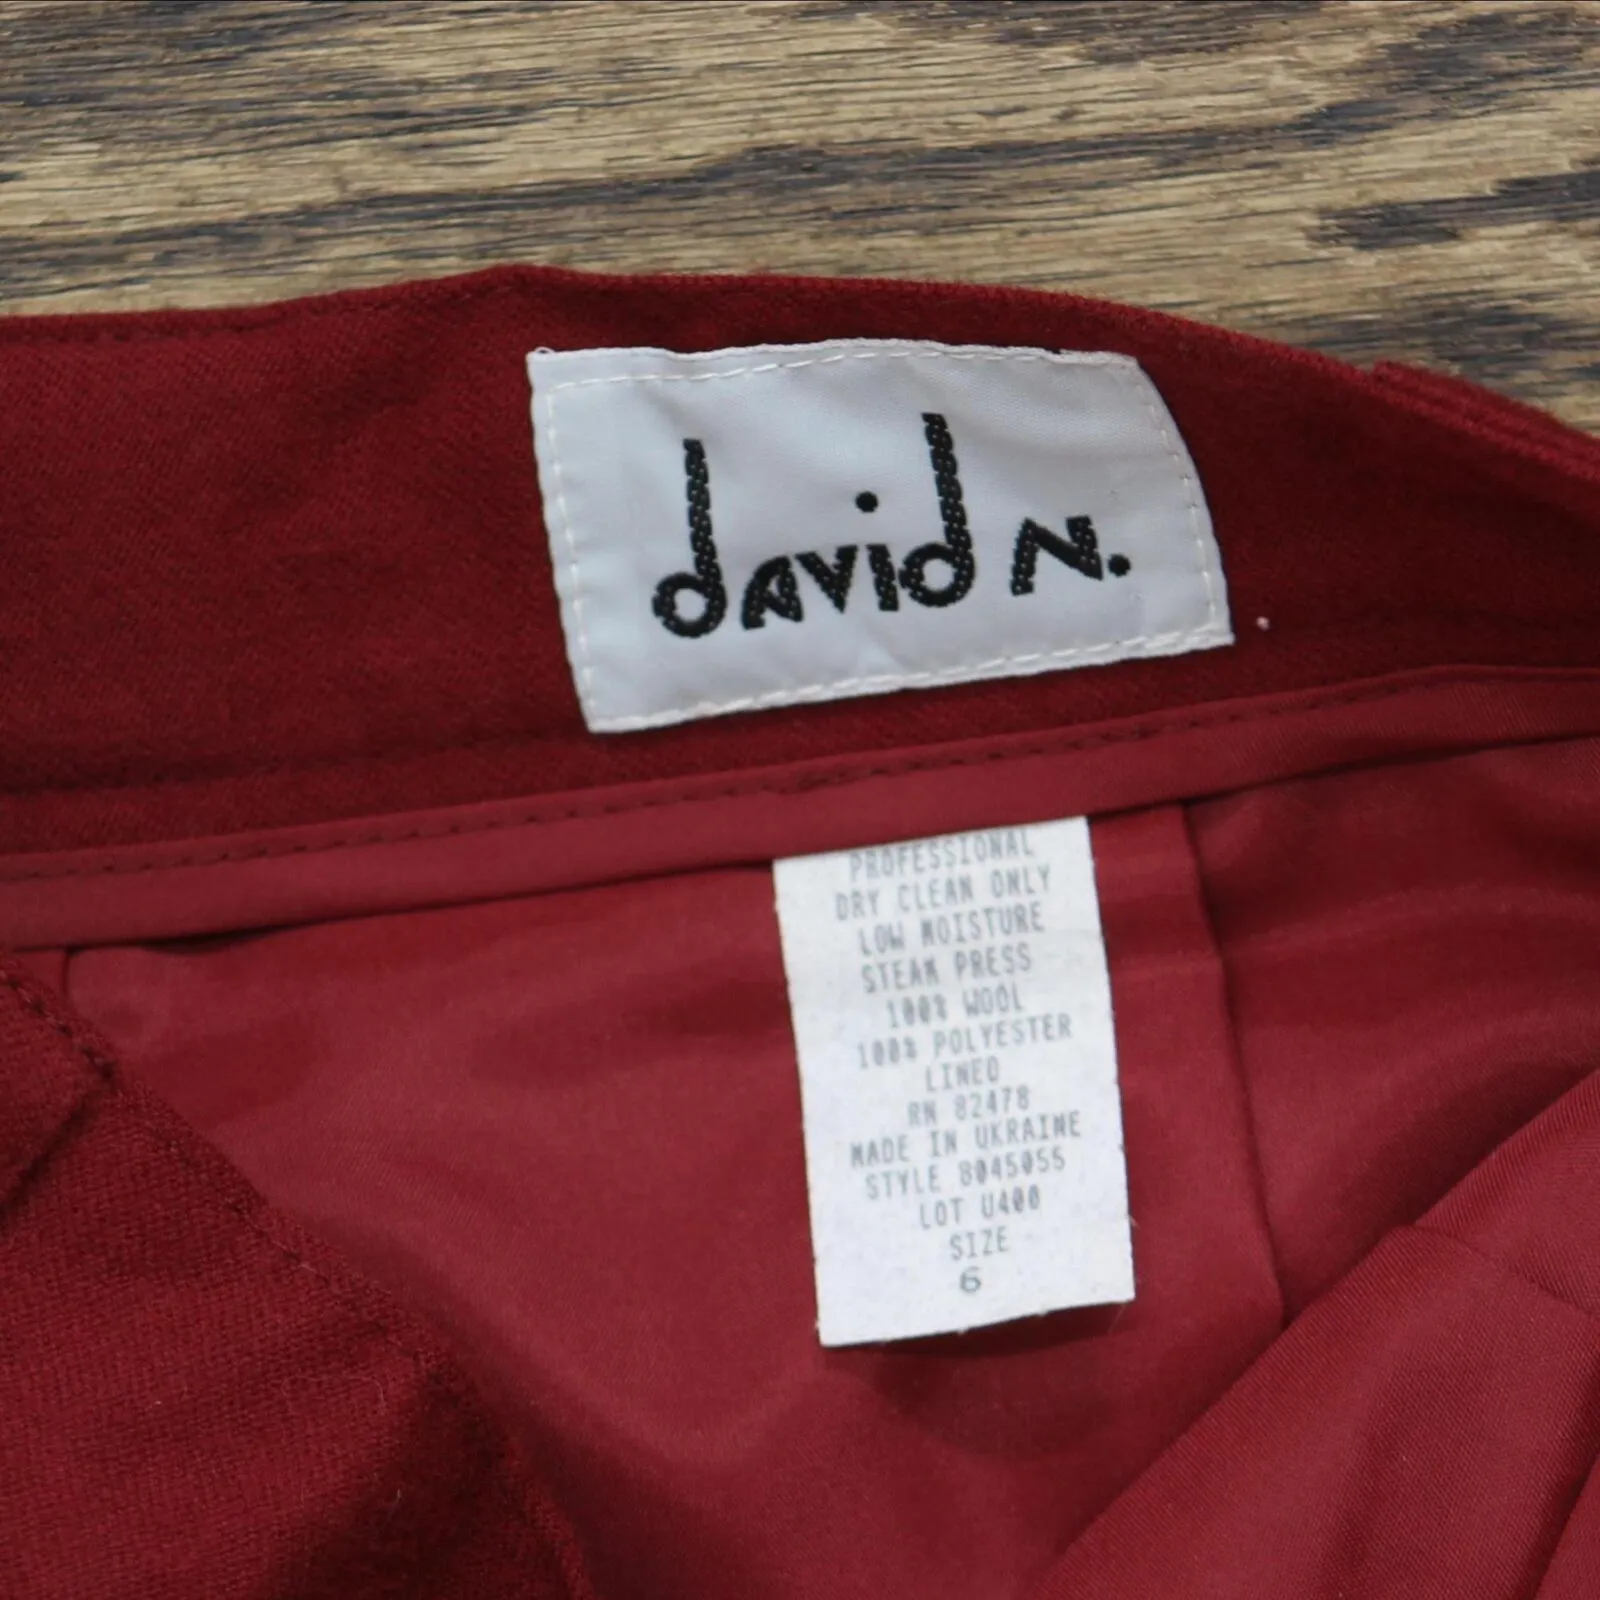 david N.
PROFESSIONAL
DRY CLEAN ONLY
LOW MOISTURE
STEAM PRESS
100% WOOL
100% POLYESTER
LINED
RN 82478
MADE IN UKRAINE
STYLE 8045055
LOT U400
SIZE
6